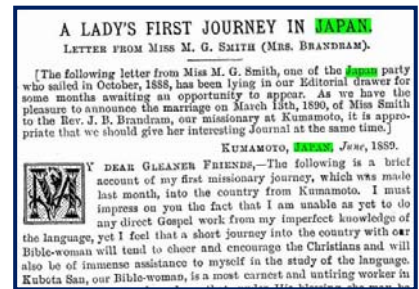 A LADY'S FIRST JOURNEY IN JAPAN.
LETTER FROM MISS M. G. SMITH (MRS. BRANDRAM).
[The following letter from Miss M. G. Smith, one of the Japan party
who sailed in October, 1888, has been lying in our Editorial drawer for
some months awaiting an opportunity to appear. As we have the
pleasure to announce the marriage on March 13th, 1890, of Miss Smith
to the Rev. J. B. Brandram, our missionary at Kumamoto, it is appro-
priate that we should give her interesting Journal at the same time.]
KUMAMOTO, JAPAN, June, 1889.
MY DEAR GLEANER FRIENDS,—The following is a brief
account of my first missionary journey, which was made
last month, into the country from Kumamoto. I must
impress on you the fact that I am unable as yet to do
any direct Gospel work from my imperfect knowledge of
the language, yet I feel that a short journey into the country with our
Bible-woman will tend to cheer and encourage the Christians and will
also be of immense assistance to myself in the study of the language.
Kubota San, our Bible-woman, is a most earnest and untiring worker in